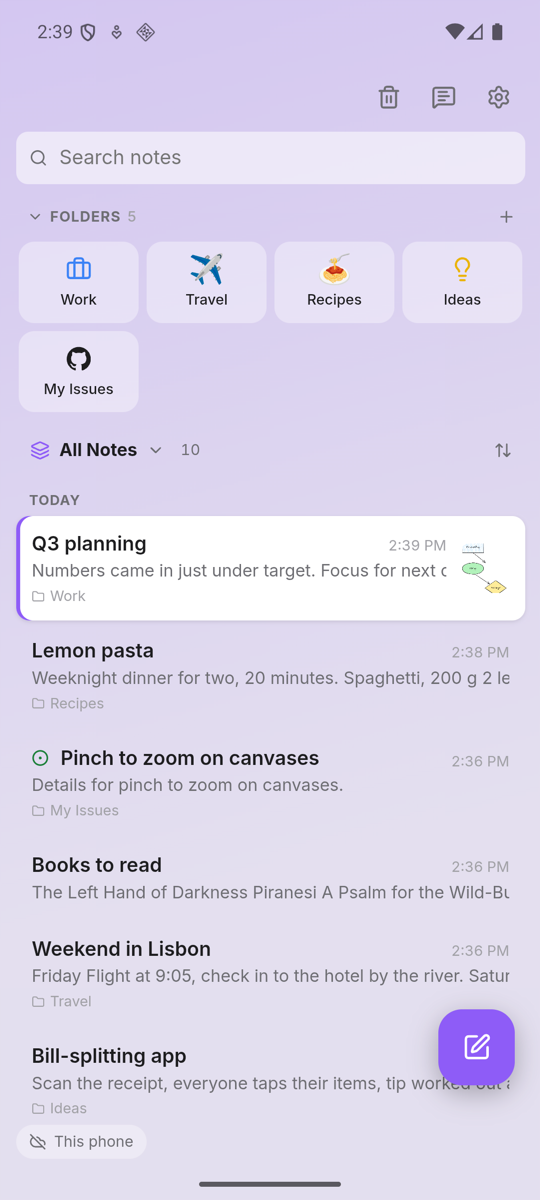 2:39
Search notes
FOLDERS 5
Work
Travel
Recipes
Ideas
My Issues
All Notes 10
TODAY
Q3 planning 2:39 PM
Numbers came in just under target. Focus for next
Work
Lemon pasta 2:38 PM
Weeknight dinner for two, 20 minutes. Spaghetti, 200 g 2 le
Recipes
Pinch to zoom on canvases 2:36 PM
Details for pinch to zoom on canvases.
My Issues
Books to read 2:36 PM
The Left Hand of Darkness Piranesi A Psalm for the Wild-Bu
Weekend in Lisbon 2:36 PM
Friday Flight at 9:05, check in to the hotel by the river. Satur
Travel
Bill-splitting app
Scan the receipt, everyone taps their items, tip worked out
Ideas
This phone